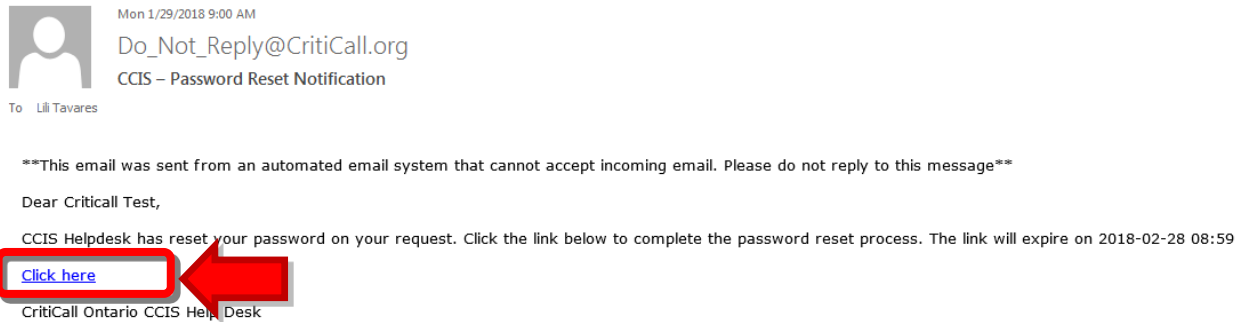 Mon 1/29/2018 9:00 AM
Do_Not_Reply@CritiCall.org
CCIS – Password Reset Notification
To Lili Tavares
**This email was sent from an automated email system that cannot accept incoming email. Please do not reply to this message**
Dear Criticall Test,
CCIS Helpdesk has reset your password on your request. Click the link below to complete the password reset process. The link will expire on 2018-02-28 08:59
Click here
CritiCall Ontario CCIS Help Desk